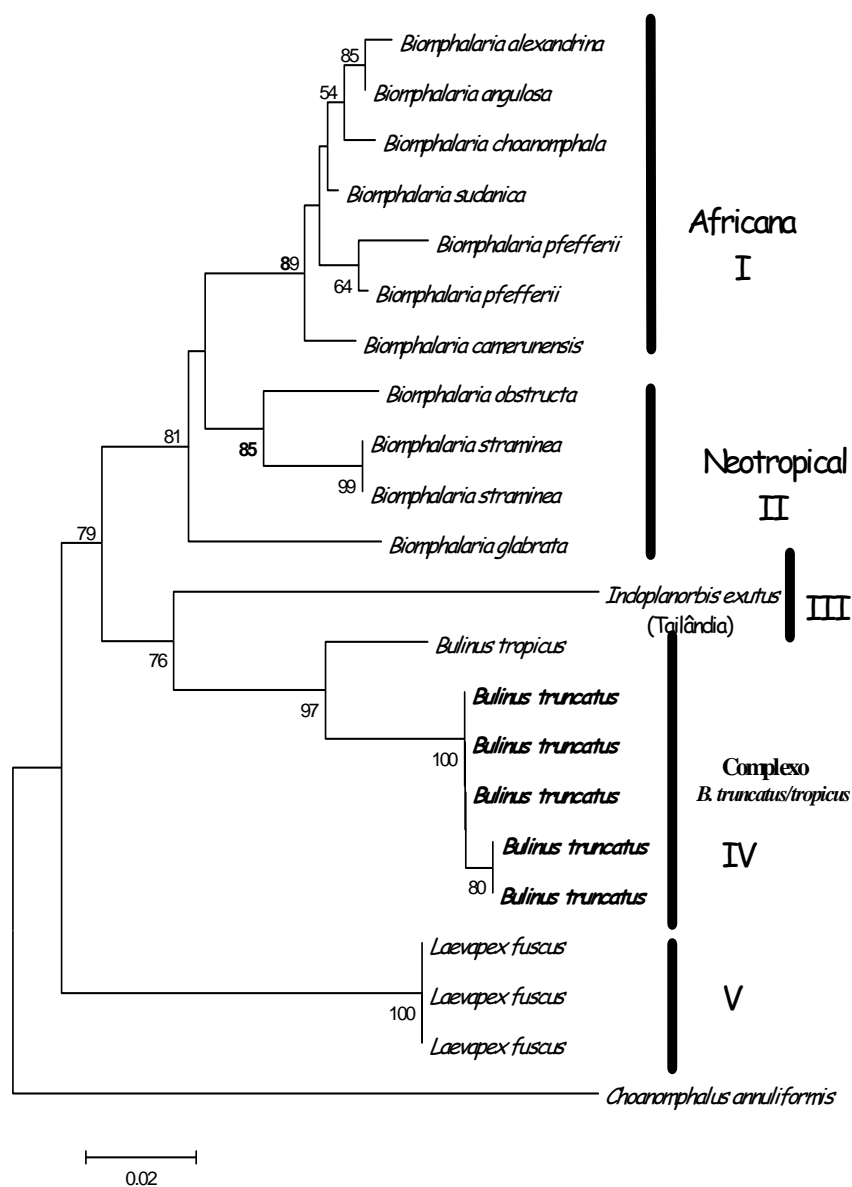 85
Biomphalaria alexandrina
54
Biomphalaria angulosa
Biomphalaria choanomphala
Biomphalaria sudanica
Africana
I
Biomphalaria pfefferii
89
64
Biomphalaria pfefferii
Biomphalaria camerunensis
Biomphalaria obstructa
81
85
Biomphalaria straminea
Neotropical
II
99
Biomphalaria straminea
79
Biomphalaria glabrata
Indoplanorbis exutus
(Tailândia)
III
76
Bulinus tropicus
97
Bulinus truncatus
100
Bulinus truncatus
Bulinus truncatus
Complexo
B. truncatus/tropicus
IV
Bulinus truncatus
80
Bulinus truncatus
Laevapex fuscus
100
Laevapex fuscus
V
Laevapex fuscus
Choanomphalus annuliformis
0.02